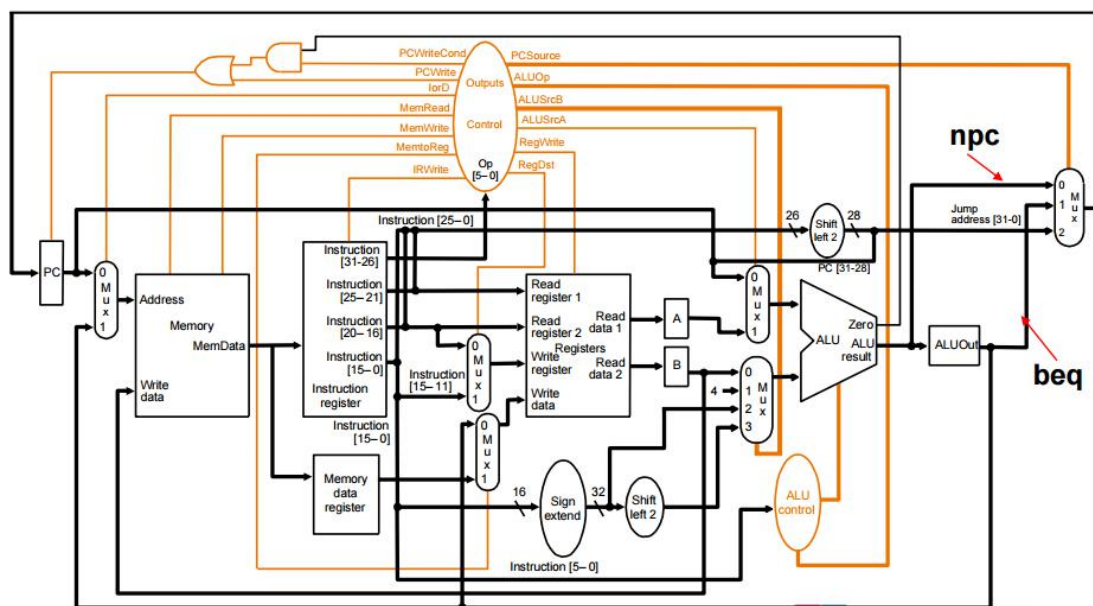 PCWriteCond
PCWrite
IorD
MemRead
MemWrite
MemtoReg
IRWrite
Outputs
Control
Op
[5–0]
PCSource
ALUOp
ALUSrcB
ALUSrcA
RegWrite
RegDst
npc
0
1
2
M
u
x
Jump
address [31-0]
Instruction [25–0]
26
Shift
left 2
28
PC [31-28]
PC
0
M
u
x
1
Address
Memory
MemData
Write
data
Instruction
[31-26]
Instruction
[25–21]
Instruction
[20–16]
Instruction
[15–0]
Instruction
register
Instruction
[15–0]
Instruction
[15–11]
0
M
u
x
1
0
M
u
x
1
Memory
data
register
Read
register 1
Read
register 2
Registers
Write
register
Write
data
Read
data 1
Read
data 2
A
B
0
M
u
x
1
4
0
1
2
3
M
u
x
Zero
ALU
ALU
result
ALUOut
beq
16
Sign
extend
32
Shift
left 2
ALU
control
Instruction [5–0]